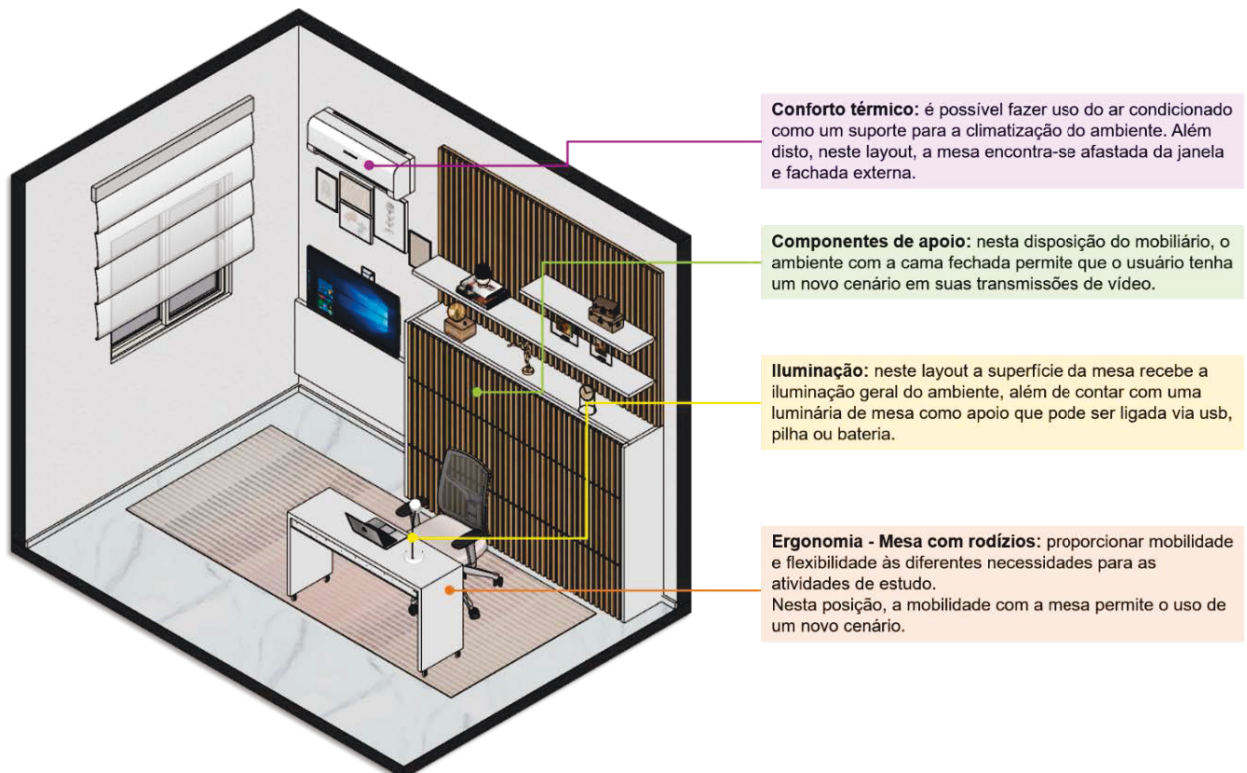 Conforto térmico: é possível fazer uso do ar condicionado
como um suporte para a climatização do ambiente. Além
disto, neste layout, a mesa encontra-se afastada da janela
e fachada externa.
Componentes de apoio: nesta disposição do mobiliário, o
ambiente com a cama fechada permite que o usuário tenha
um novo cenário em suas transmissões de vídeo.
Iluminação: neste layout a superfície da mesa recebe a
iluminação geral do ambiente, além de contar com uma
luminária de mesa como apoio que pode ser ligada via usb,
pilha ou bateria.
Ergonomia - Mesa com rodízios: proporcionar mobilidade
e flexibilidade às diferentes necessidades para as
atividades de estudo.
Nesta posição, a mobilidade com a mesa permite o uso de
um novo cenário.